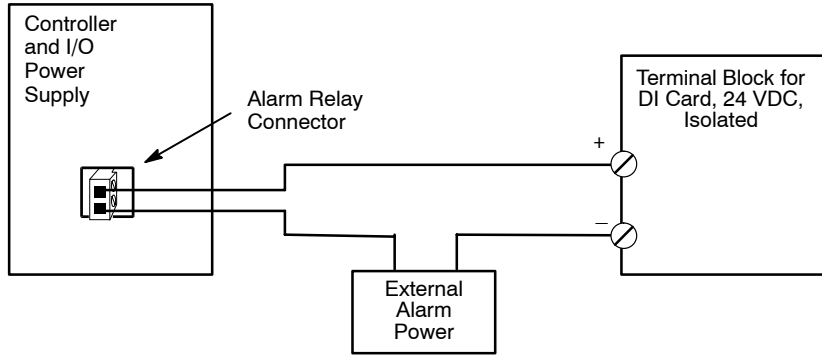 Controller
and I/O
Power
Supply
Alarm Relay
Connector
Terminal Block for
DI Card, 24 VDC,
Isolated
+
–
External
Alarm
Power